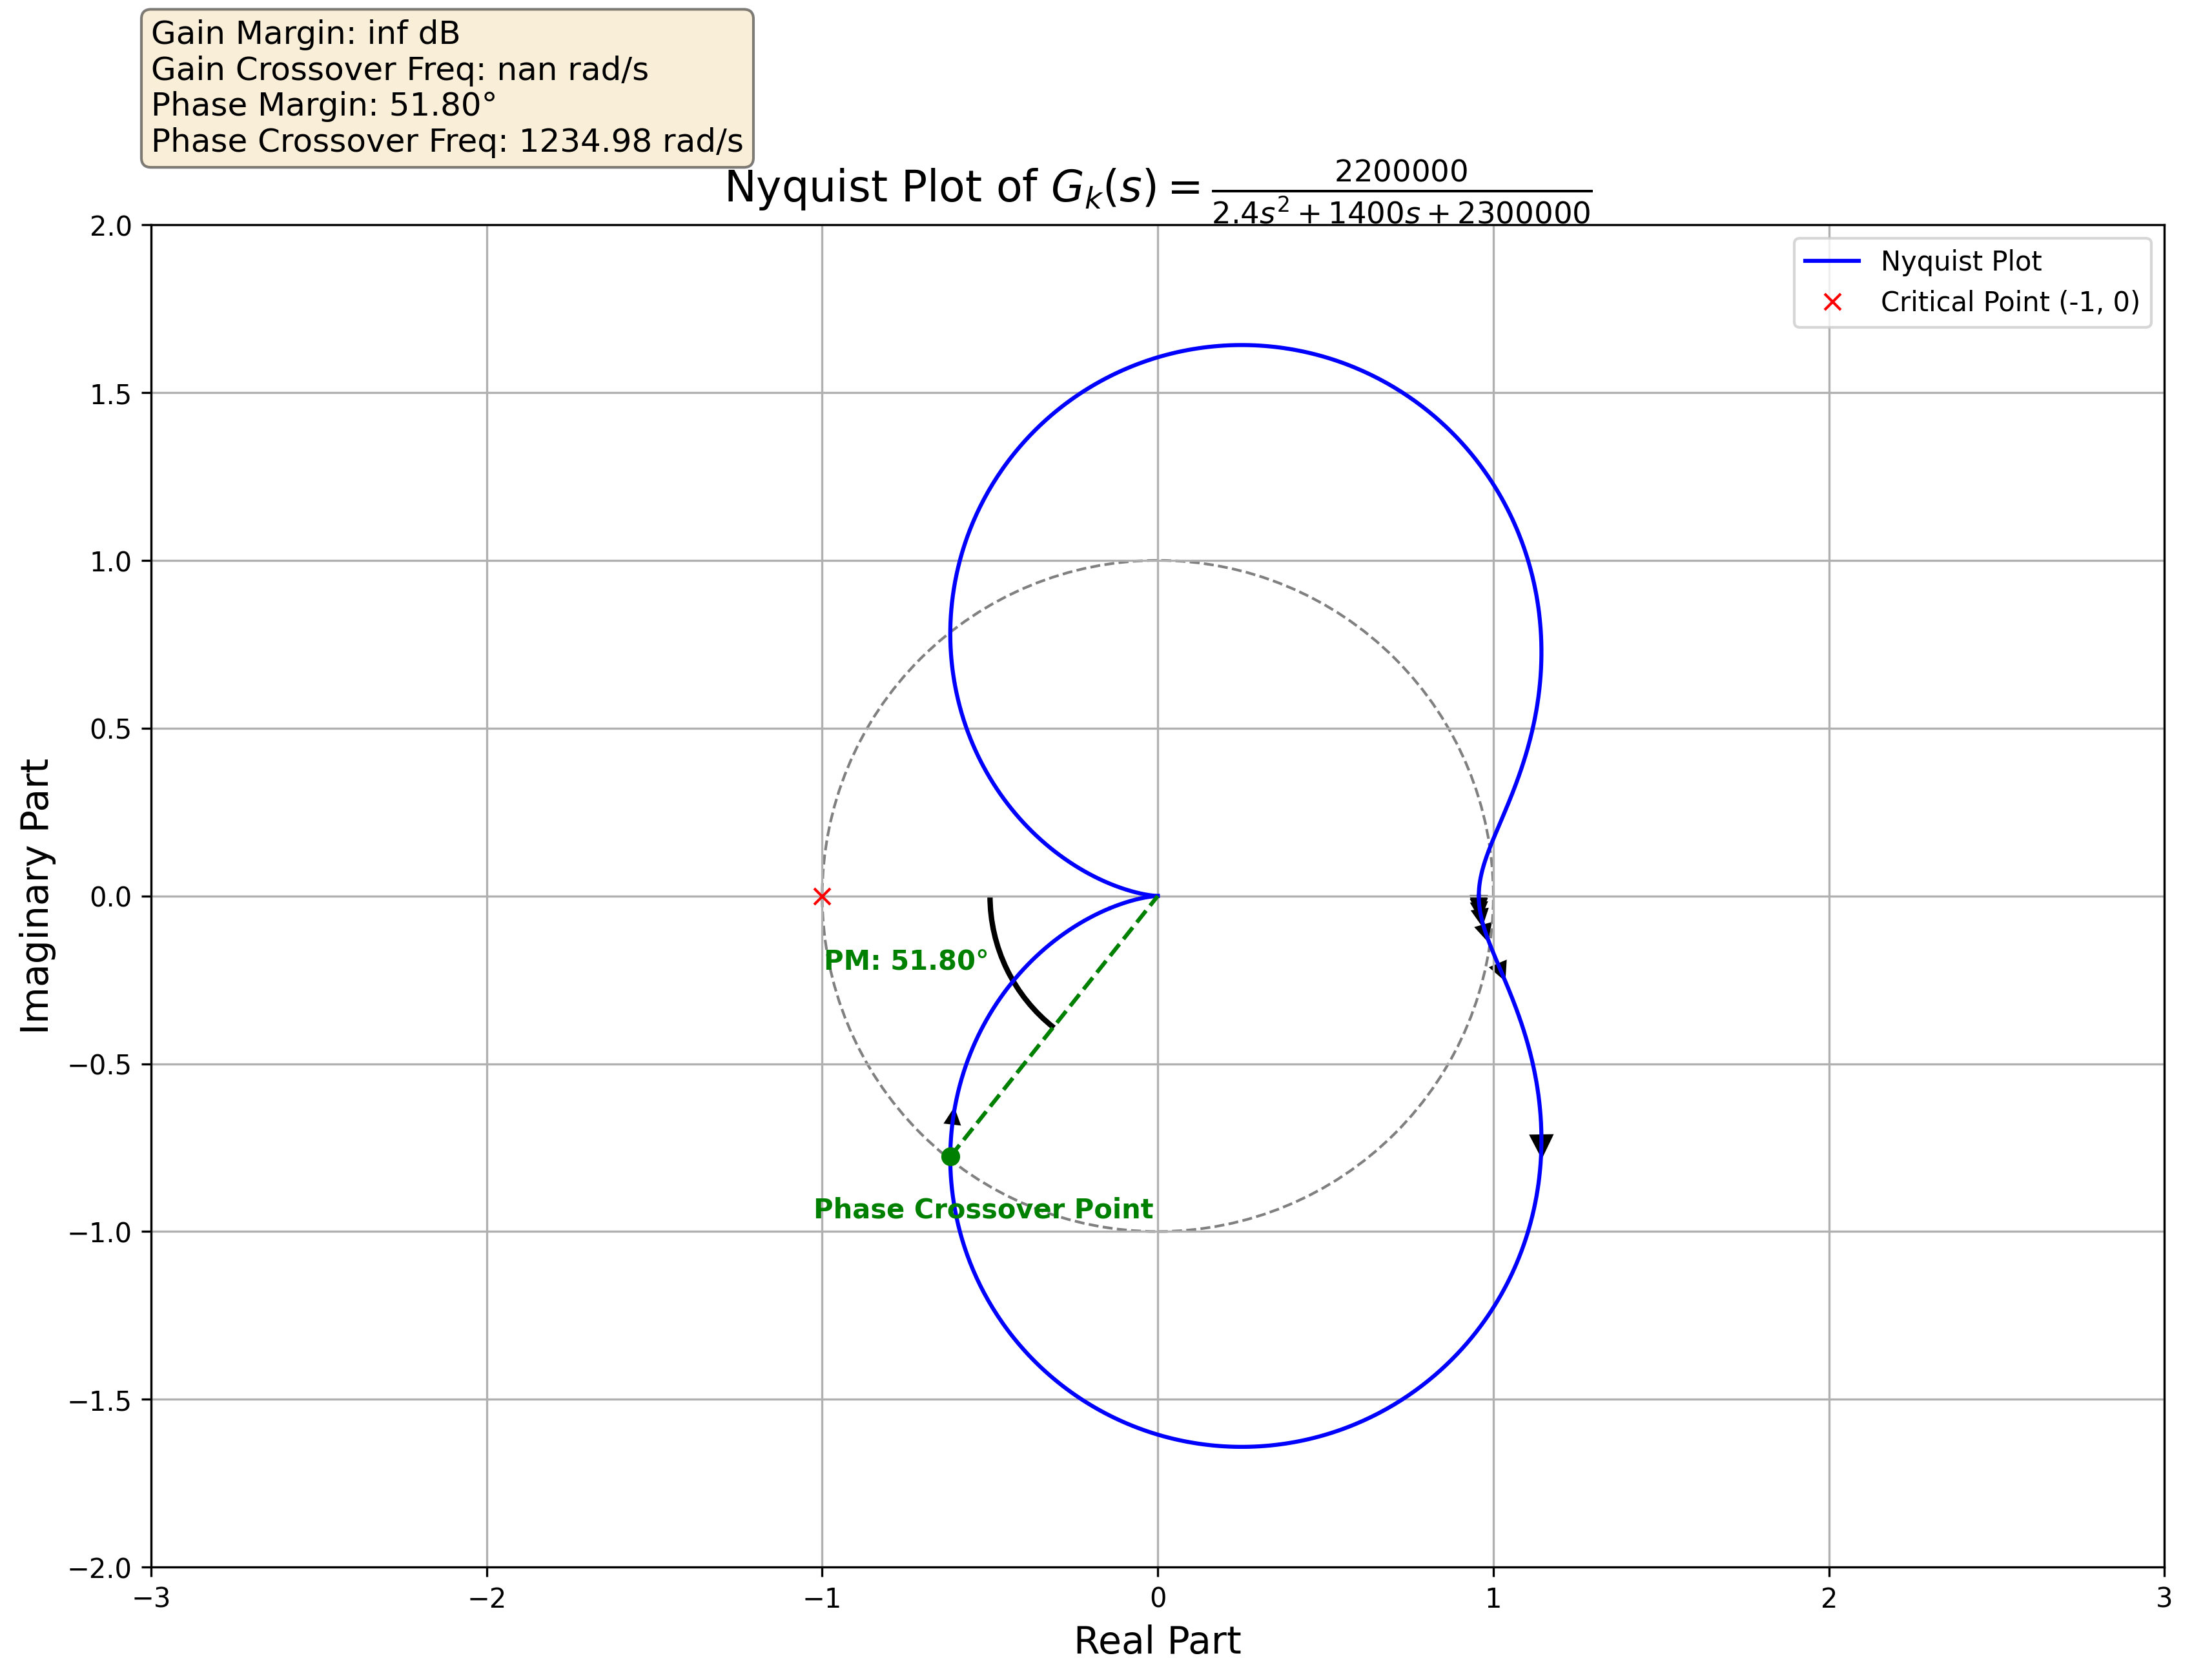 Gain Margin: inf dB
Gain Crossover Freq: nan rad/s
Phase Margin: 51.80°
Phase Crossover Freq: 1234.98 rad/s
Nyquist Plot of $G_k(s) = \frac{2200000}{2.4s^2 + 1400s + 2300000}$
Nyquist Plot
Critical Point (-1, 0)
2.0
1.5
1.0
0.5
0.0
−0.5
−1.0
−1.5
−2.0
Imaginary Part
PM: 51.80°
Phase Crossover Point
−3
−2
−1
0
1
2
3
Real Part